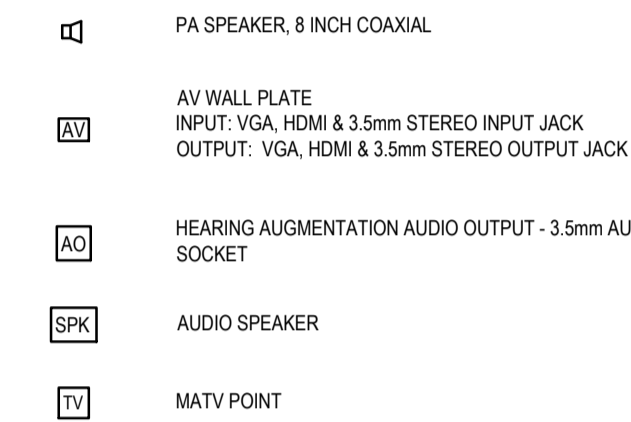 PA SPEAKER, 8 INCH COAXIAL
AV WALL PLATE
AV INPUT: VGA, HDMI & 3.5mm STEREO INPUT JACK
OUTPUT: VGA, HDMI & 3.5mm STEREO OUTPUT JACK
AO HEARING AUGMENTATION AUDIO OUTPUT - 3.5mm AU
SOCKET
SPK AUDIO SPEAKER
TV MATV POINT